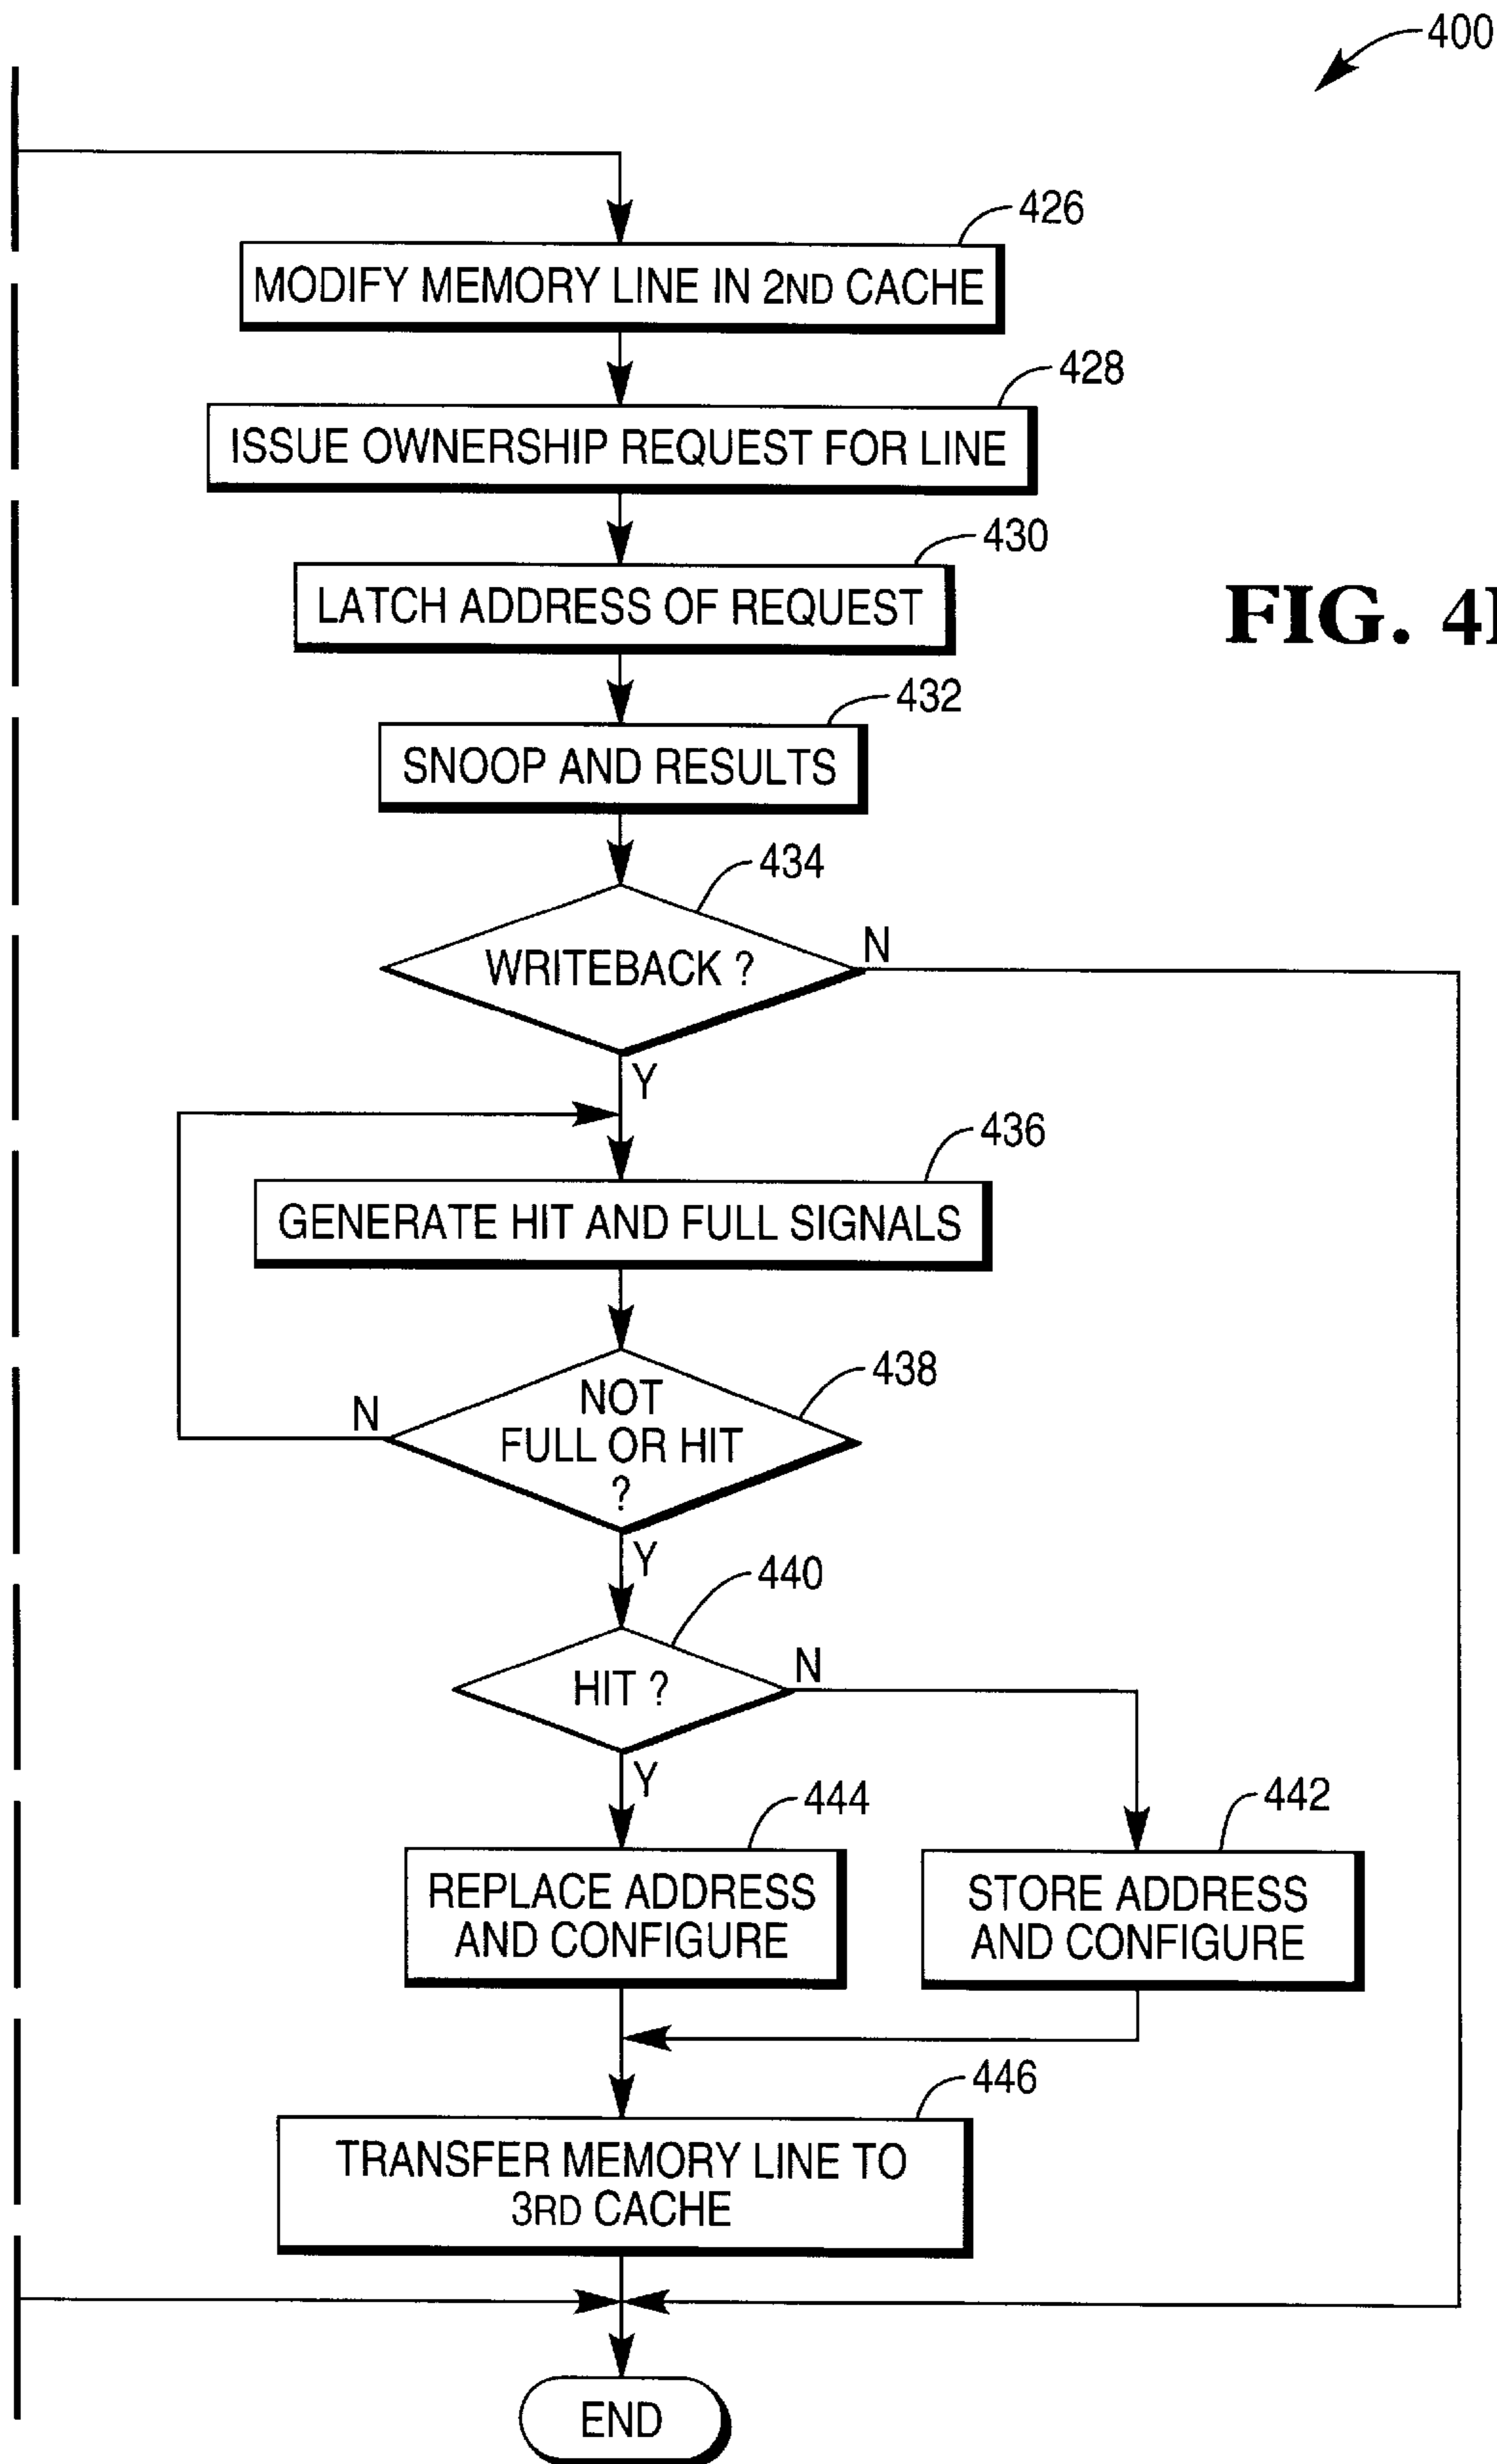 400
426
MODIFY MEMORY LINE IN 2ND CACHE
428
ISSUE OWNERSHIP REQUEST FOR LINE
430
LATCH ADDRESS OF REQUEST
FIG.
432
SNOOP AND RESULTS
434
WRITEBACK ?
N
Y
436
GENERATE HIT AND FULL SIGNALS
438
NOT
FULL OR HIT
?
N
Y
440
HIT ?
N
Y
444
REPLACE ADDRESS
AND CONFIGURE
442
STORE ADDRESS
AND CONFIGURE
446
TRANSFER MEMORY LINE TO
3RD CACHE
END